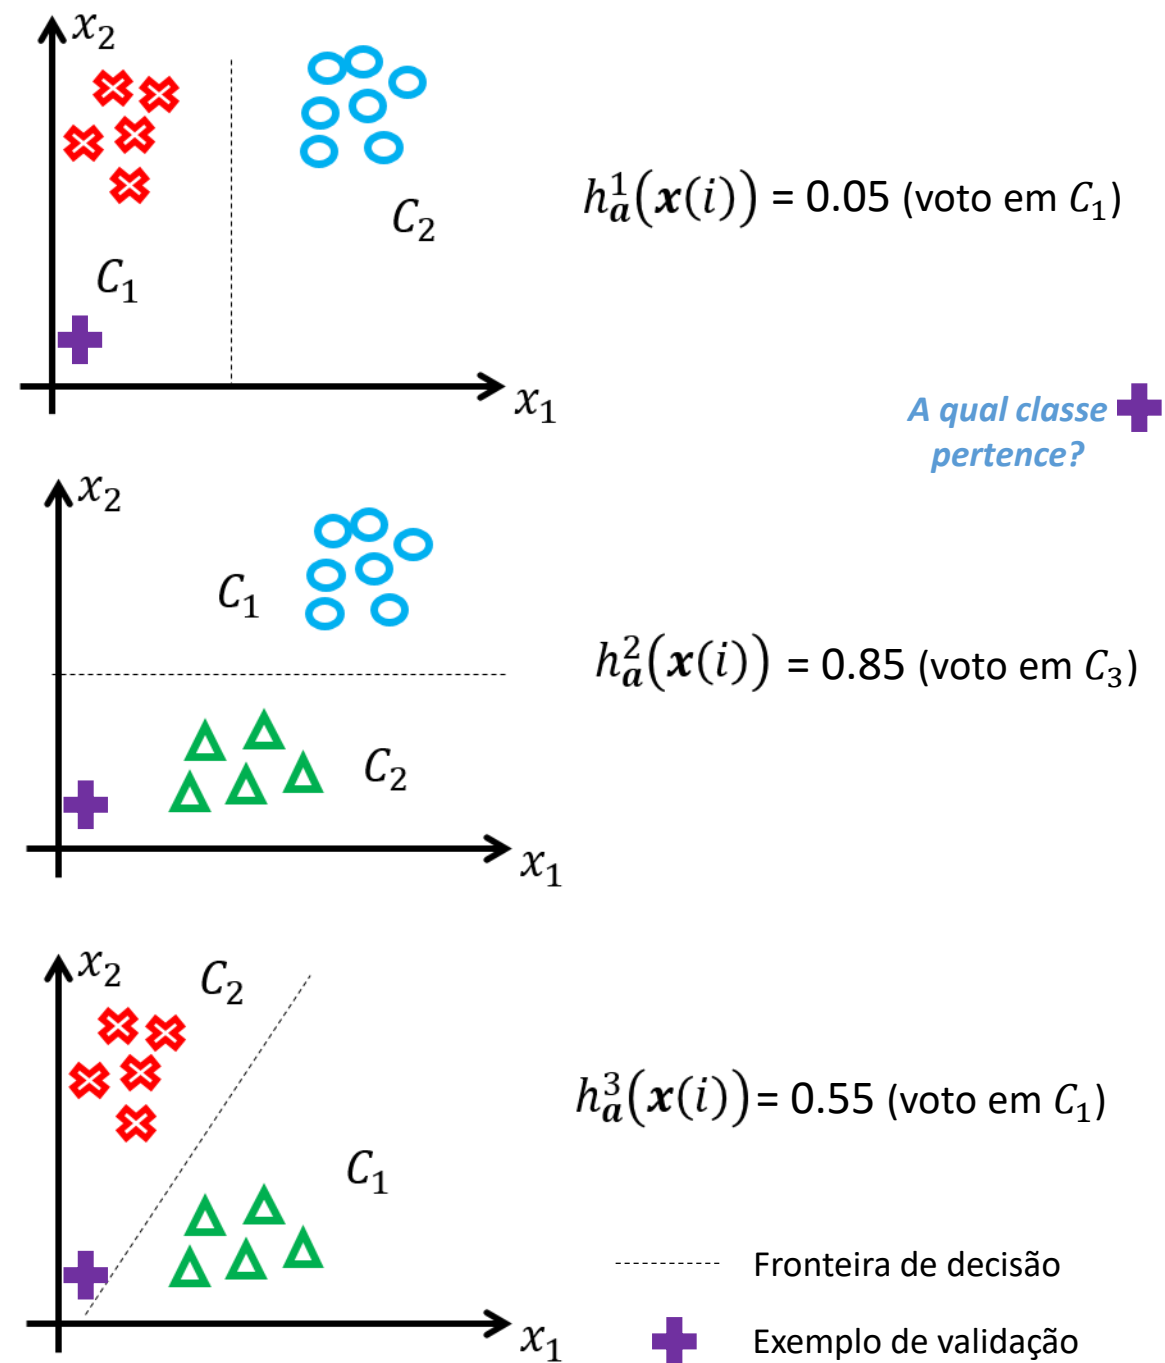 x₂
C₂
C₁
x₁
h¹ₐ(x(i)) = 0.05 (voto em C₁)
A qual classe
pertence?
x₂
C₁
C₂
x₁
h²ₐ(x(i)) = 0.85 (voto em C₃)
x₂
C₂
C₁
x₁
h³ₐ(x(i)) = 0.55 (voto em C₁)
Fronteira de decisão
Exemplo de validação